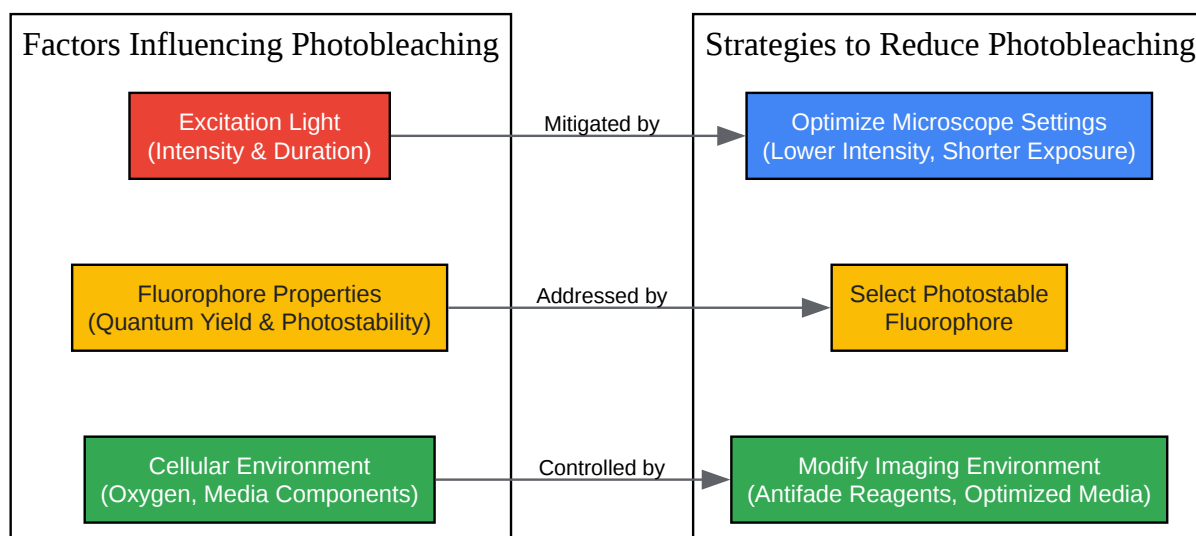 Factors Influencing Photobleaching
Strategies to Reduce Photobleaching
Excitation Light
(Intensity & Duration)
Mitigated by
Optimize Microscope Settings
(Lower Intensity, Shorter Exposure)
Fluorophore Properties
(Quantum Yield & Photostability)
Addressed by
Select Photostable
Fluorophore
Cellular Environment
(Oxygen, Media Components)
Controlled by
Modify Imaging Environment
(Antifade Reagents, Optimized Media)